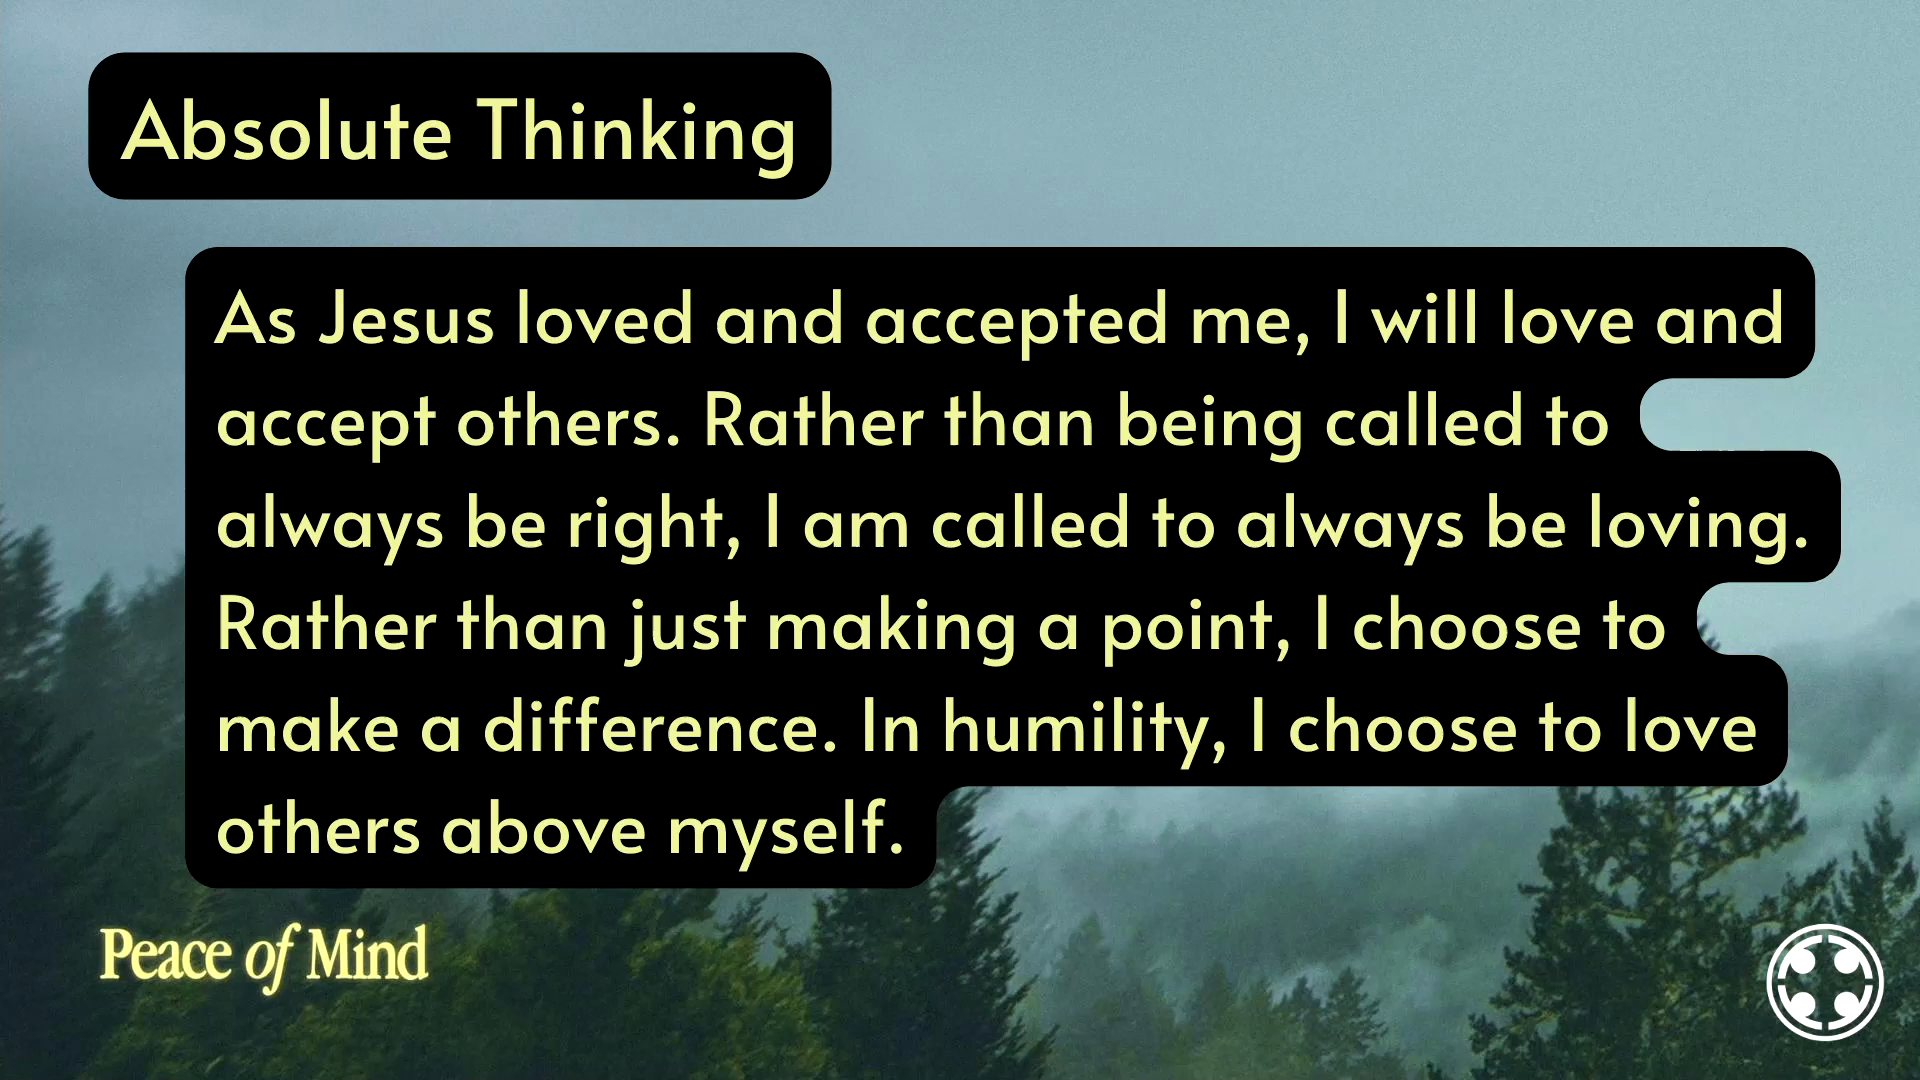 Absolute Thinking
As Jesus loved and accepted me, I will love and
accept others. Rather than being called to
always be right, I am called to always be loving.
Rather than just making a point, I choose to
make a difference. In humility, I choose to love
others above myself.
Peace of Mind